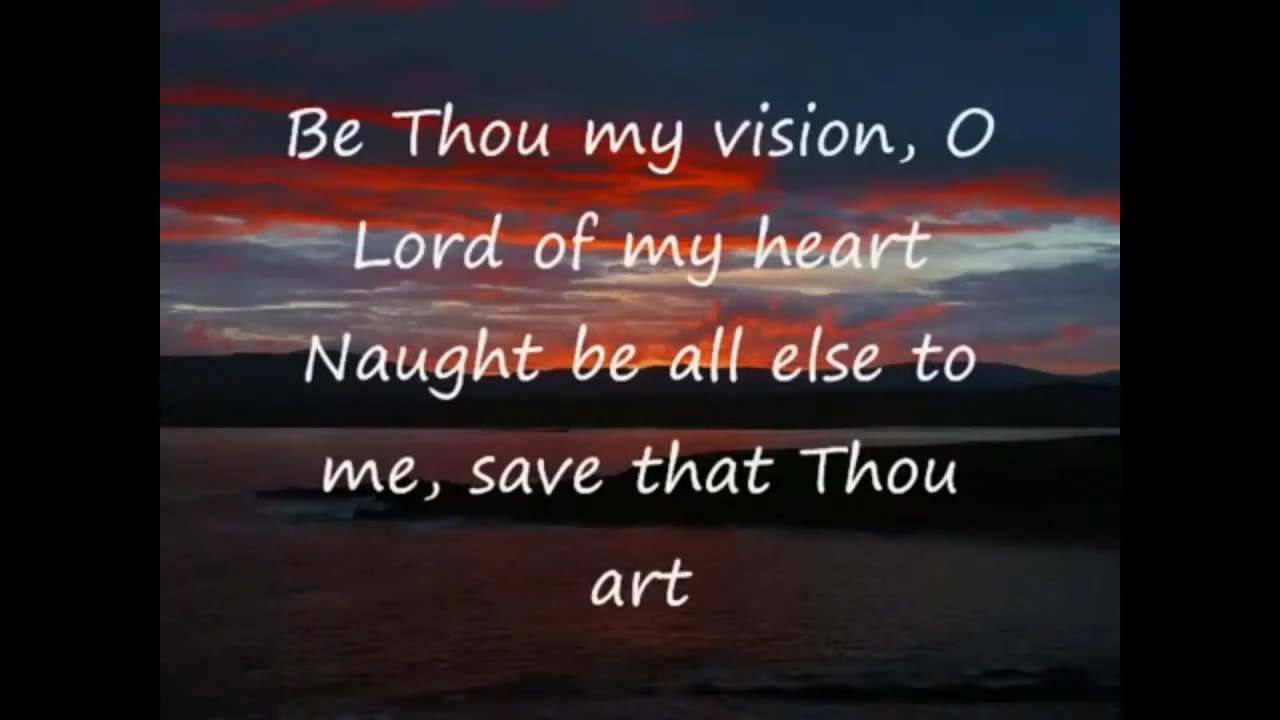 Be Thou my vision, O
Lord of my heart
Naught be all else to
me, save that Thou
art